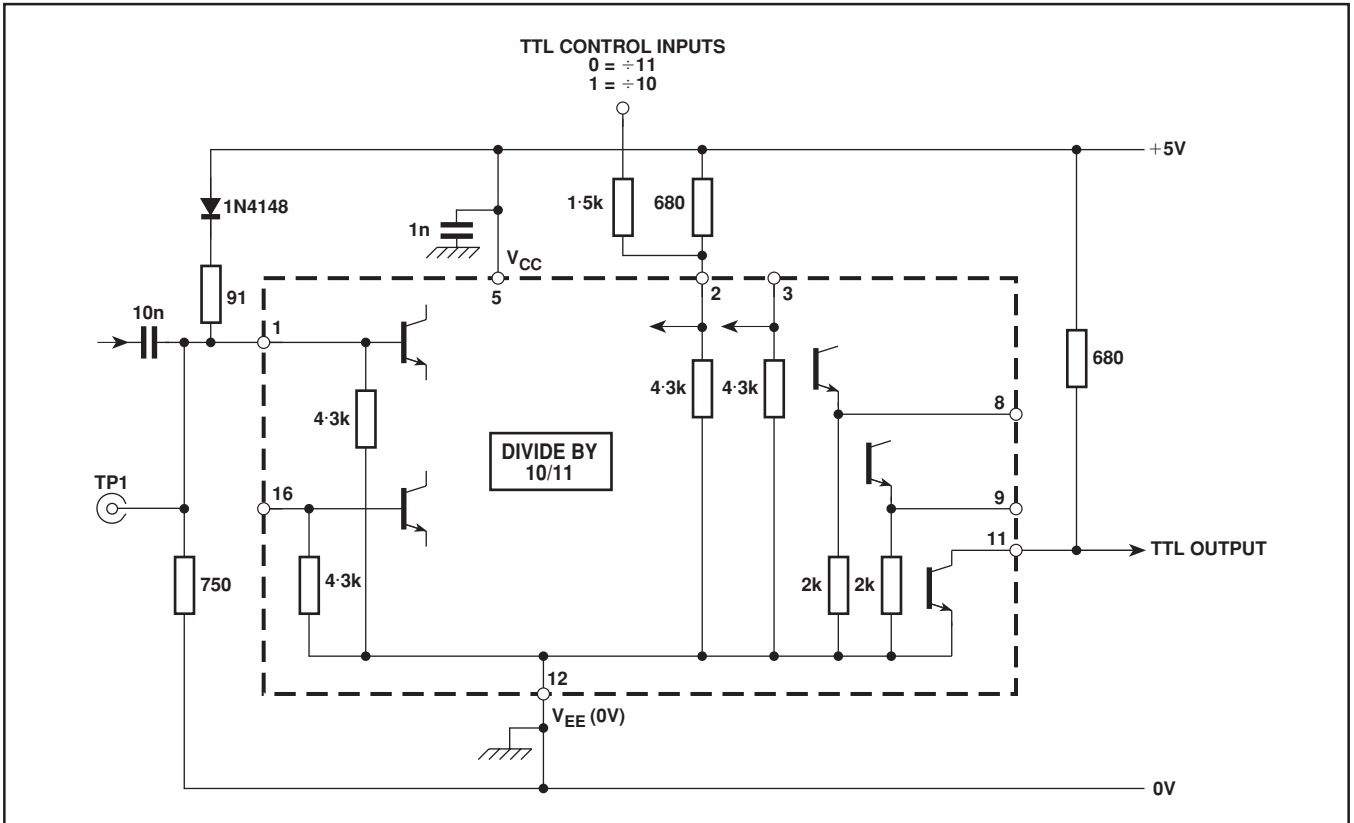 TTL CONTROL INPUTS
0 = ÷11
1 = ÷10
+5V
1N4148
1·5k
680
1n
VCC
91
5
2
3
10n
1
680
4·3k
4·3k
4·3k
8
DIVIDE BY
10/11
TP1
16
9
11
TTL OUTPUT
750
4·3k
2k
2k
12
VEE (0V)
0V